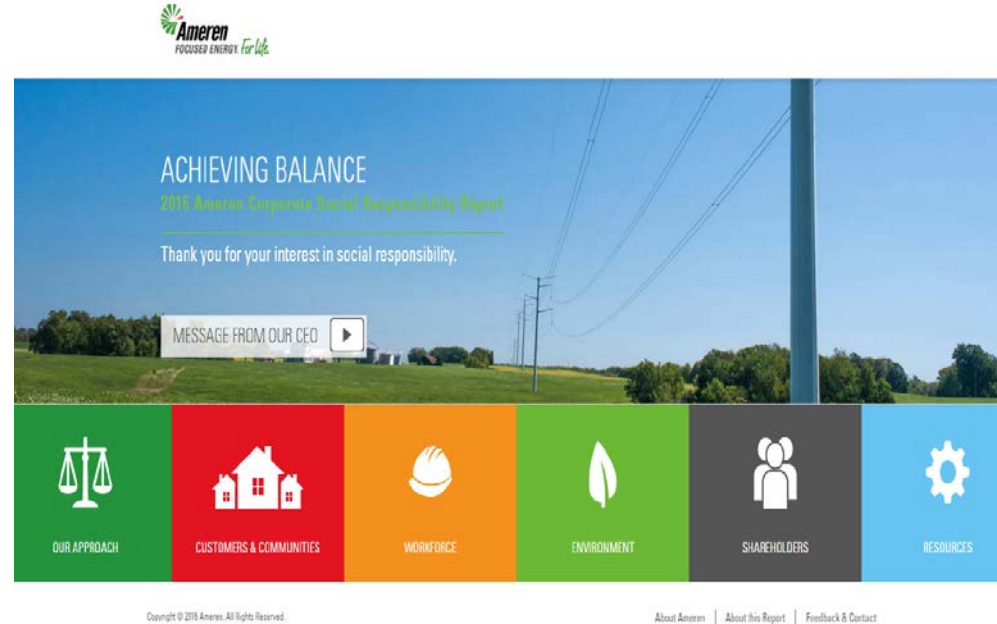 Ameren
FOCUSED ENERGY. For life.
ACHIEVING BALANCE
2016 Ameren Corporate Social Responsibility Report
Thank you for your interest in social responsibility.
MESSAGE FROM OUR CEO
OUR APPROACH
CUSTOMERS & COMMUNITIES
WORKFORCE
ENVIRONMENT
SHAREHOLDERS
RESOURCES
Copyright © 2016 Ameren. All Rights Reserved.
About Ameren | About this Report | Feedback & Contact